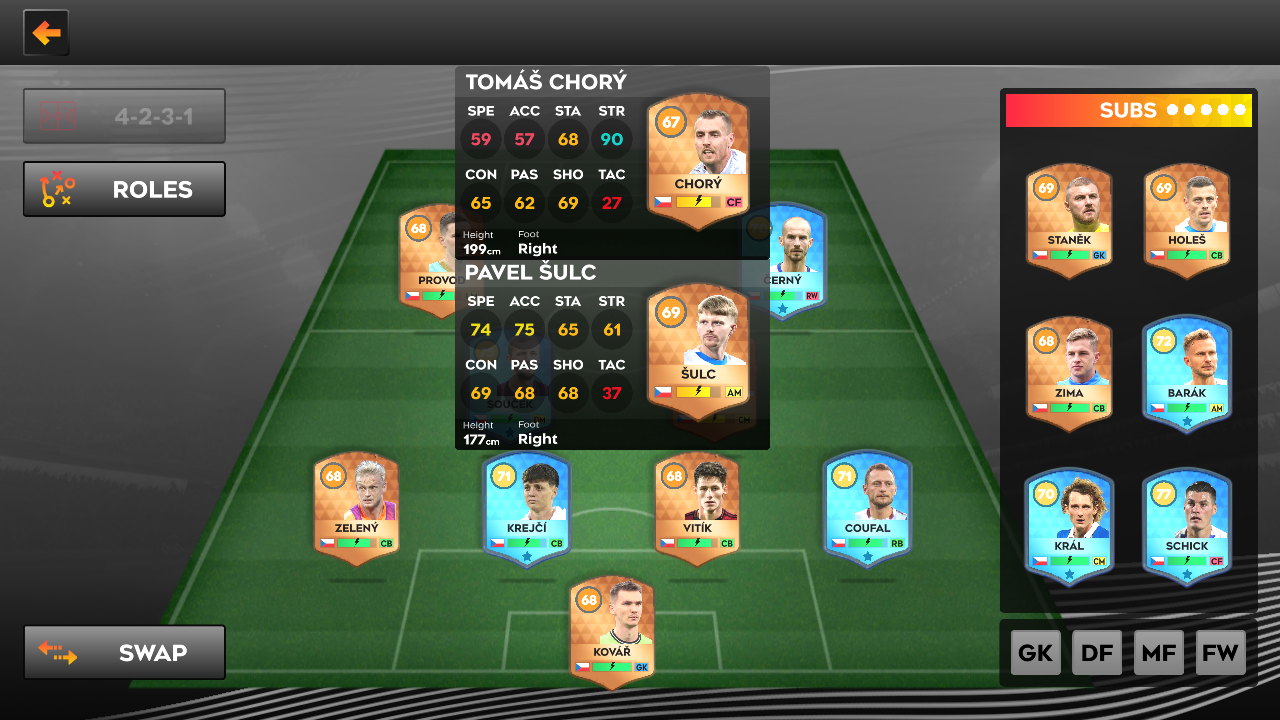 4-2-3-1
ROLES
SWAP
TOMÁŠ CHORÝ
SPE ACC STA STR
59 57 68 90
CON PAS SHO TAC
65 62 69 27
Height Foot
199cm Right
67
CHORÝ
CF
PAVEL ŠULC
SPE ACC STA STR
74 75 65 61
CON PAS SHO TAC
69 68 68 37
Height Foot
177cm Right
69
ŠULC
AM
68
PROVOD
ČERNÝ
RW
SOUČEK
CM
68 71 68 71
ZELENÝ KREJČÍ VITÍK COUFAL
CB CB CB RB
68
KOVÁŘ
GK
SUBS
69 69
STANĚK HOLEŠ
GK CB
68 72
ZIMA BARÁK
CB AM
70 77
KRÁL SCHICK
CM CF
GK DF MF FW